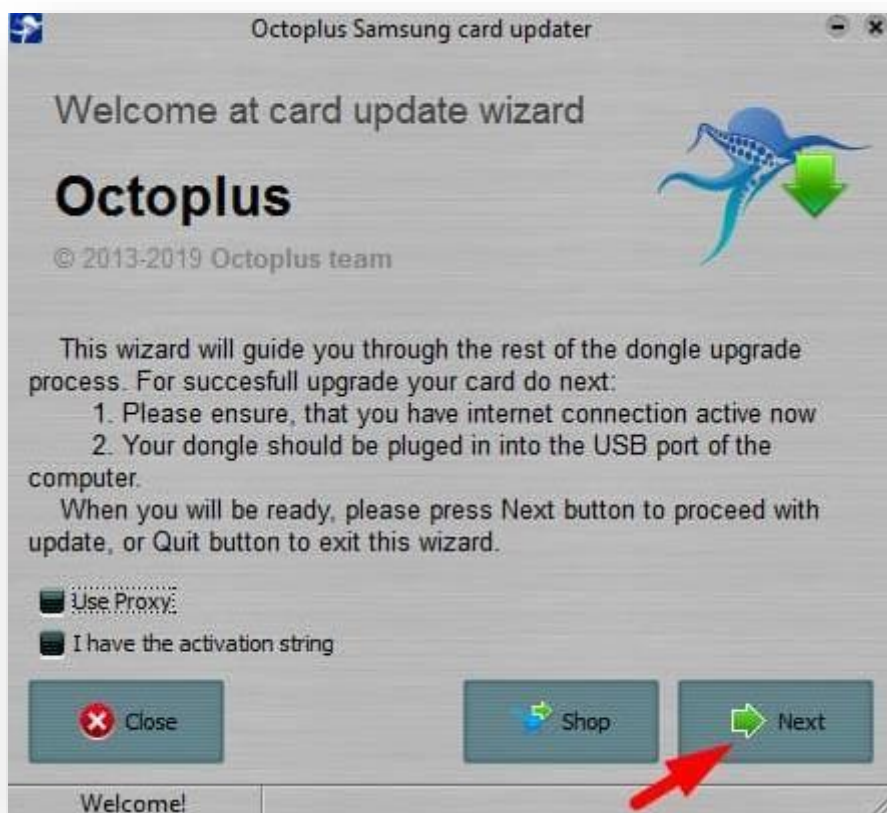 Octoplus Samsung card updater
Welcome at card update wizard
Octoplus
© 2013-2019 Octoplus team
This wizard will guide you through the rest of the dongle upgrade
process. For succesfull upgrade your card do next:
1. Please ensure, that you have internet connection active now
2. Your dongle should be pluged in into the USB port of the
computer.
When you will be ready, please press Next button to proceed with
update, or Quit button to exit this wizard.
Use Proxy
I have the activation string
Close
Shop
Next
Welcome!